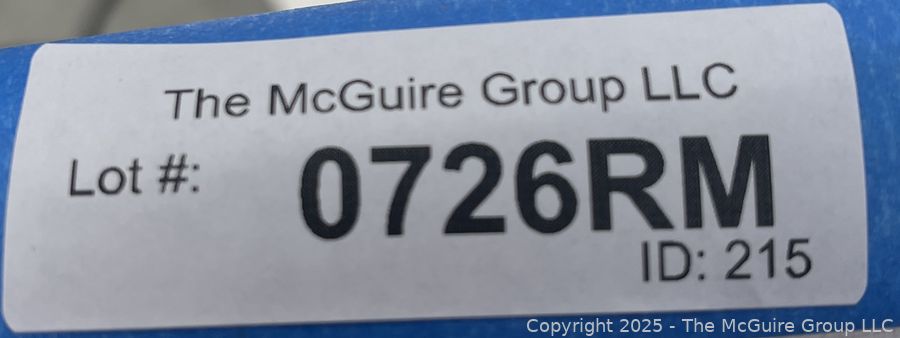 The McGuire Group LLC
Lot #: 0726RM
ID: 215
Copyright 2025 - The McGuire Group LLC